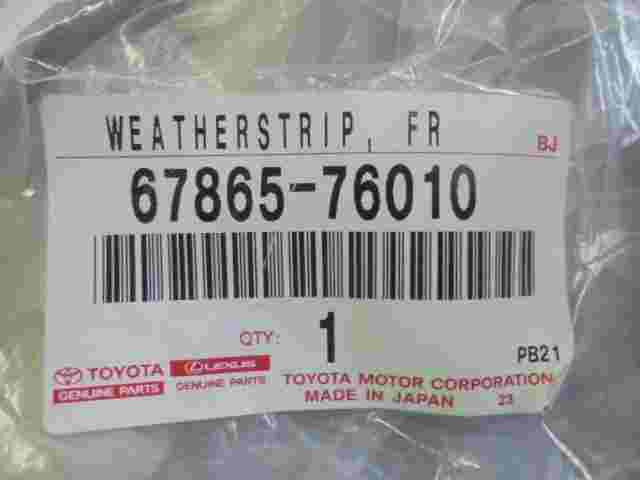 WEATHERSTRIP, FR
BJ
67865-76010
QTY: 1
PB21
TOYOTA
GENUINE PARTS
LEXUS
GENUINE PARTS
TOYOTA MOTOR CORPORATION
MADE IN JAPAN 23